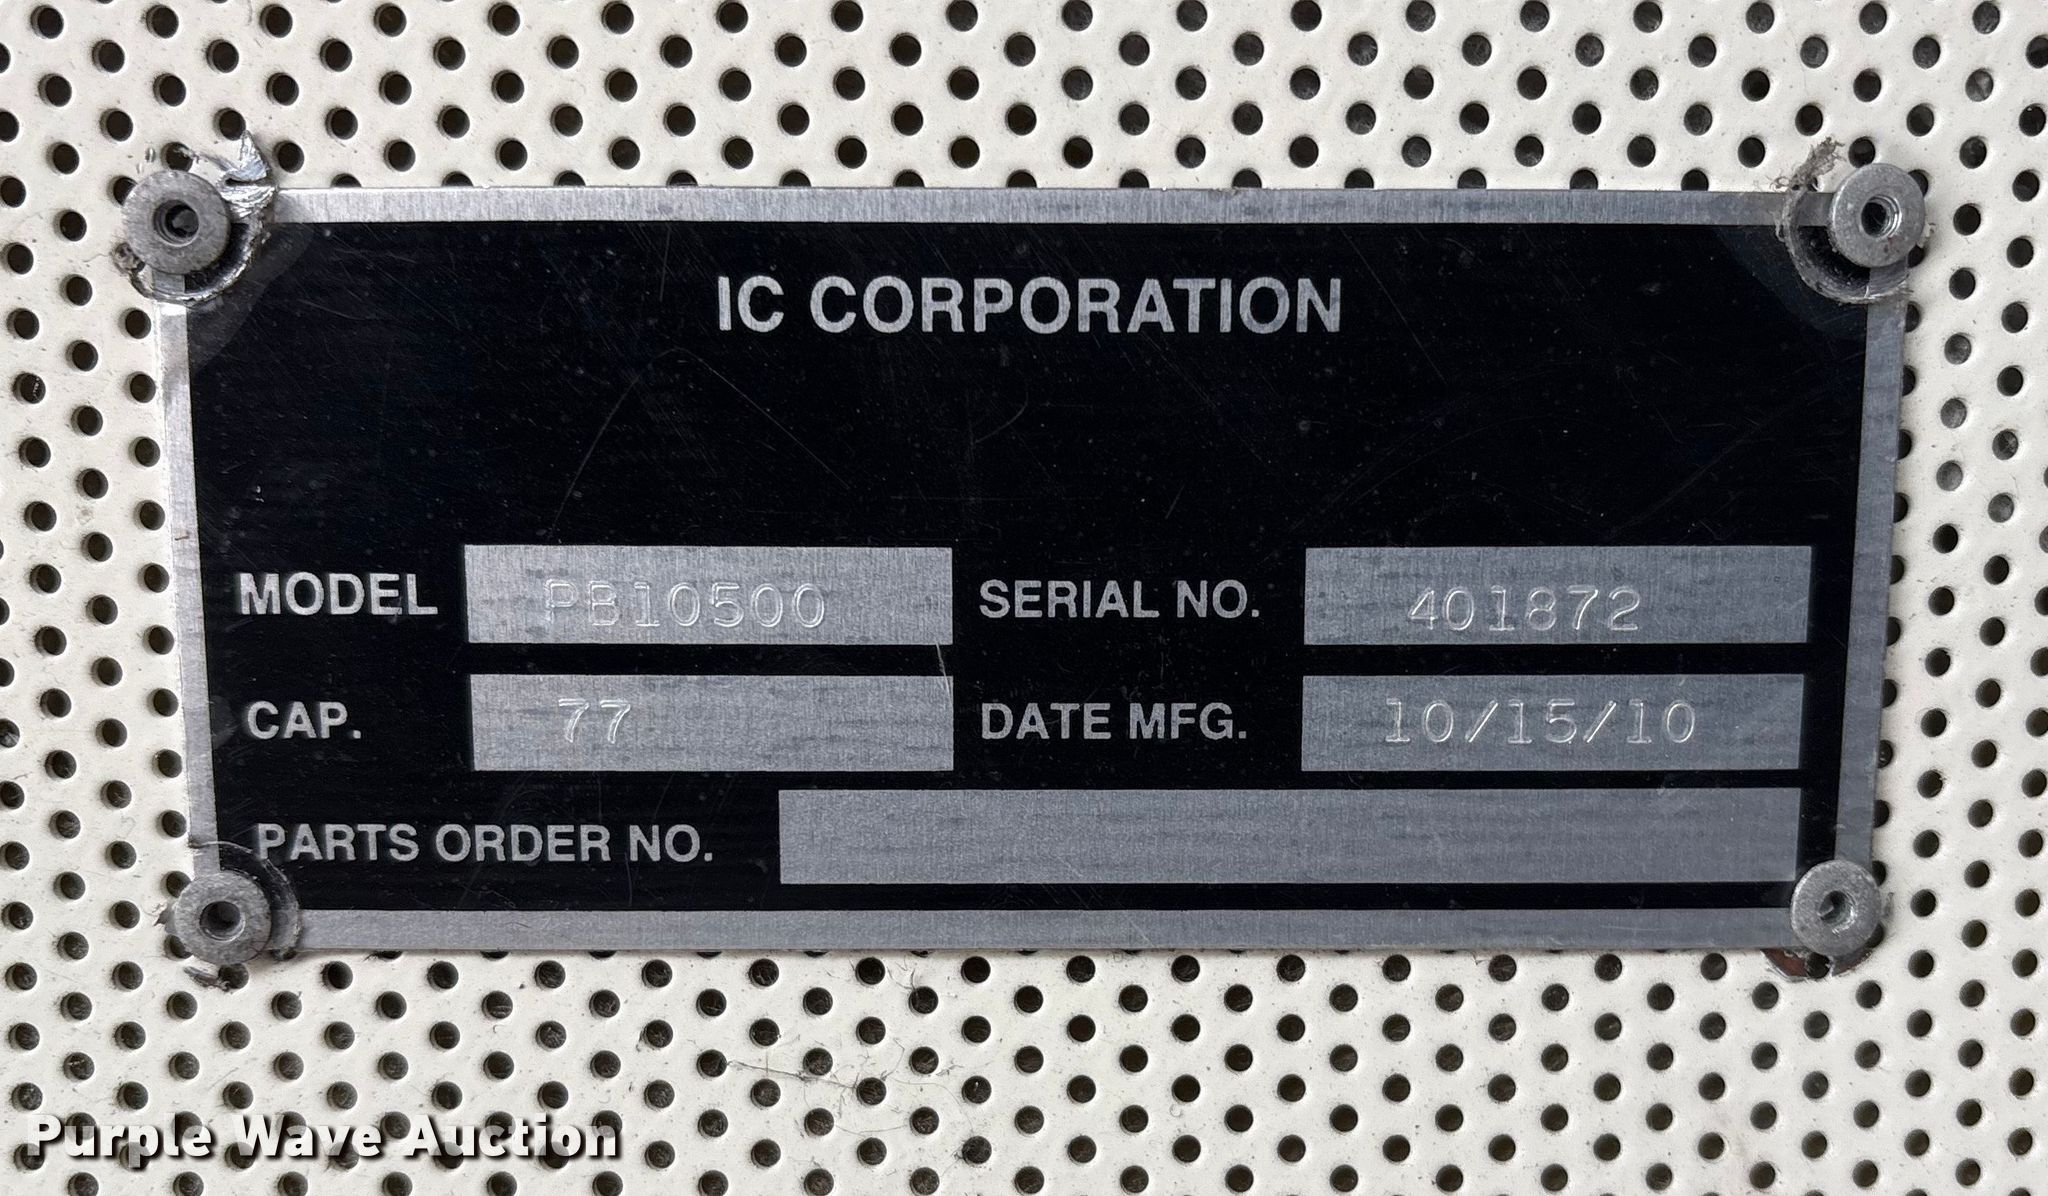 IC CORPORATION
MODEL PB10500 SERIAL NO. 401872
CAP. 77 DATE MFG. 10/15/10
PARTS ORDER NO.
Purple Wave Auction